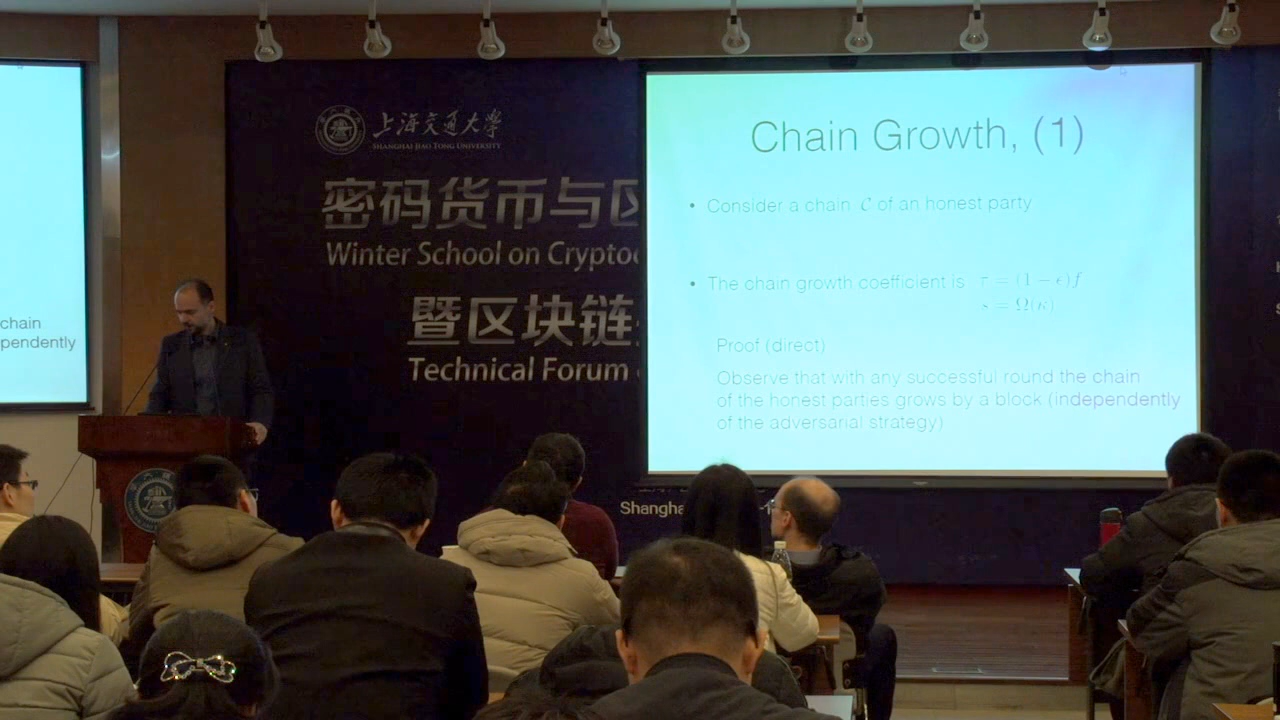 chain
pendently
上海交通大学
SHANGHAI JIAO TONG UNIVERSITY
密码货币与区
Winter School on Cryptoc
暨区块链
Technical Forum
Shangha
Chain Growth, (1)
• Consider a chain 𝒞 of an honest party
• The chain growth coefficient is τ = (1 − ϵ)f
s = Ω(κ)
Proof (direct)
Observe that with any successful round the chain
of the honest parties grows by a block (independently
of the adversarial strategy)